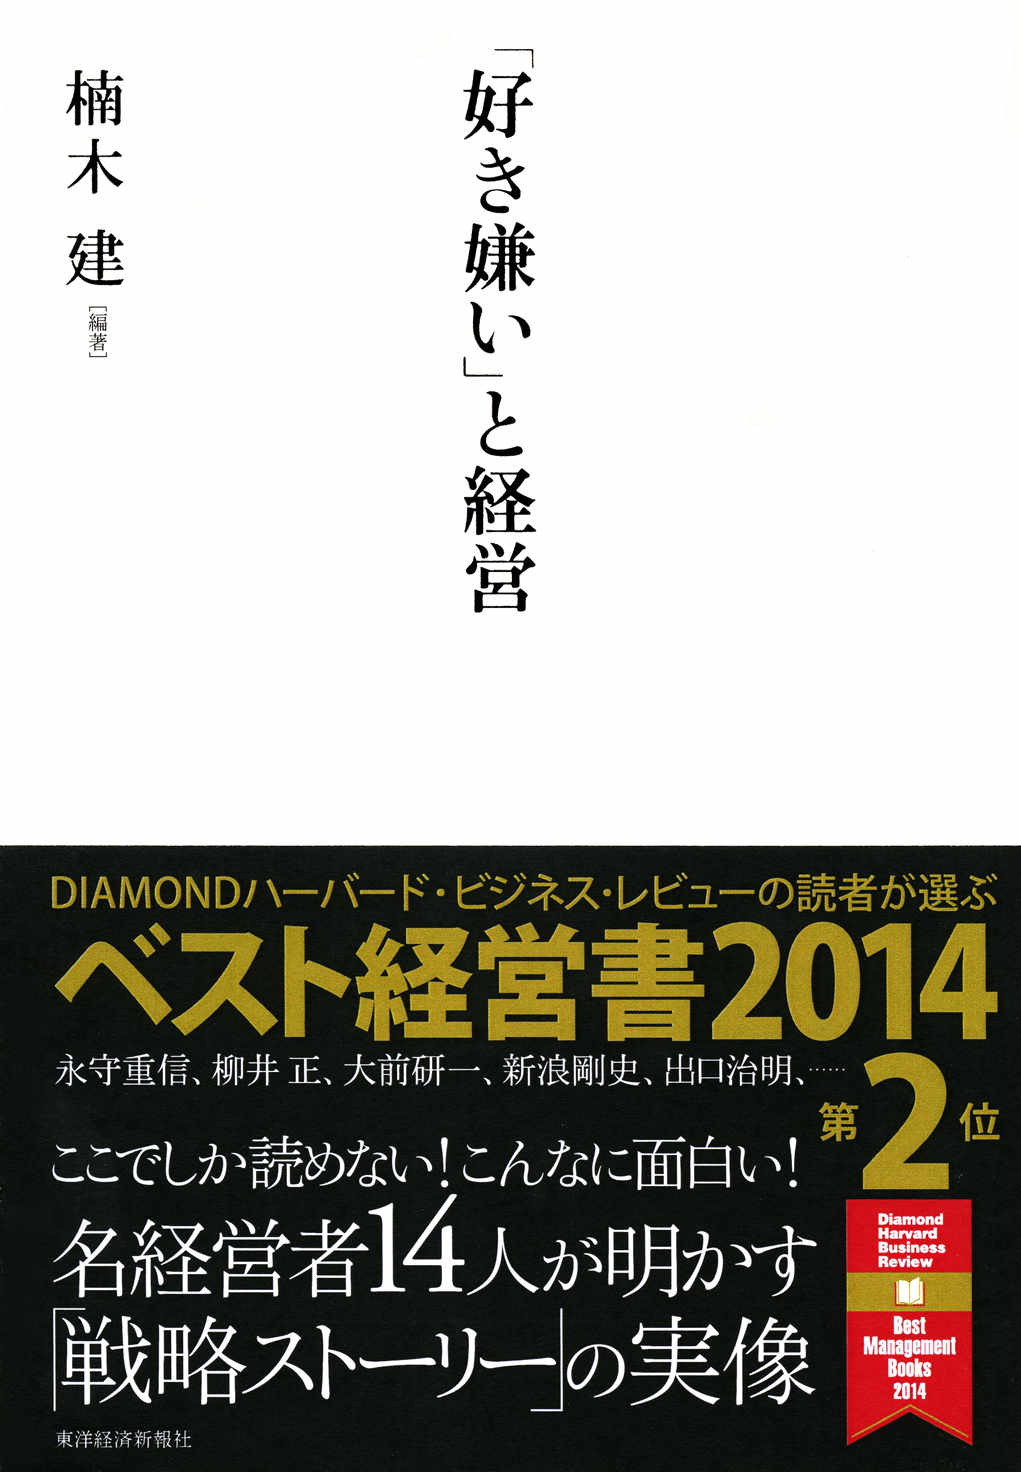 「好き嫌い」と経営
楠木 建
[編著]
DIAMONDハーバード・ビジネス・レビューの読者が選ぶ
ベスト経営書2014
永守重信、柳井 正、大前研一、新浪剛史、出口治明、……
第2位
ここでしか読めない！こんなに面白い！
名経営者14人が明かす
「戦略ストーリー」の実像
Diamond
Harvard
Business
Review
Best
Management
Books
2014
東洋経済新報社